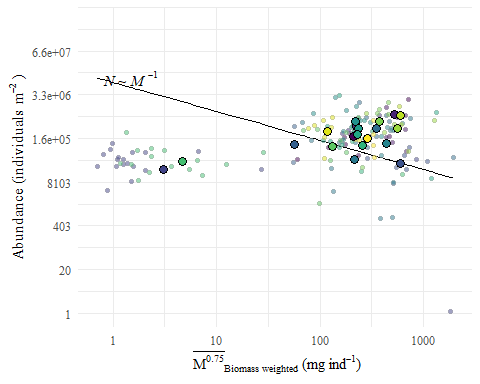 6.6e+07
N ~ M⁻¹
3.3e+06
1.6e+05
8103
403
20
1
Abundance (individuals m⁻²)
1 10 100 1000
M⁰·⁷⁵ Biomass weighted (mg ind⁻¹)